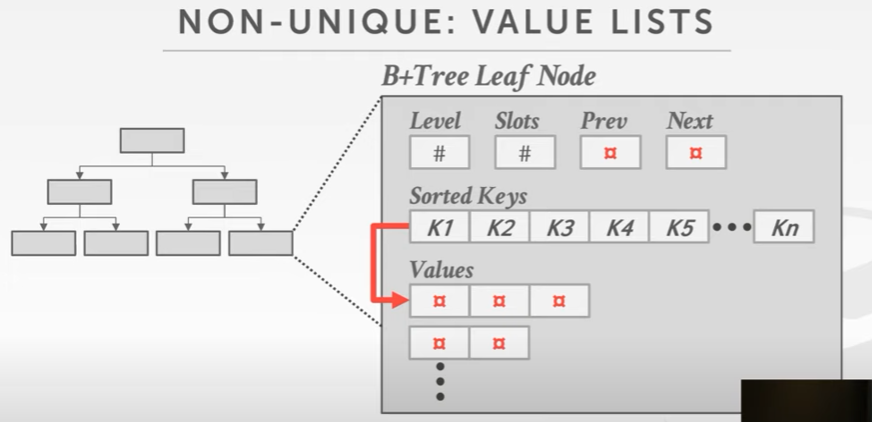 NON-UNIQUE: VALUE LISTS
B+Tree Leaf Node
Level Slots Prev Next
# # ¤ ¤
Sorted Keys
K1 K2 K3 K4 K5 ••• Kn
Values
¤ ¤ ¤
¤ ¤